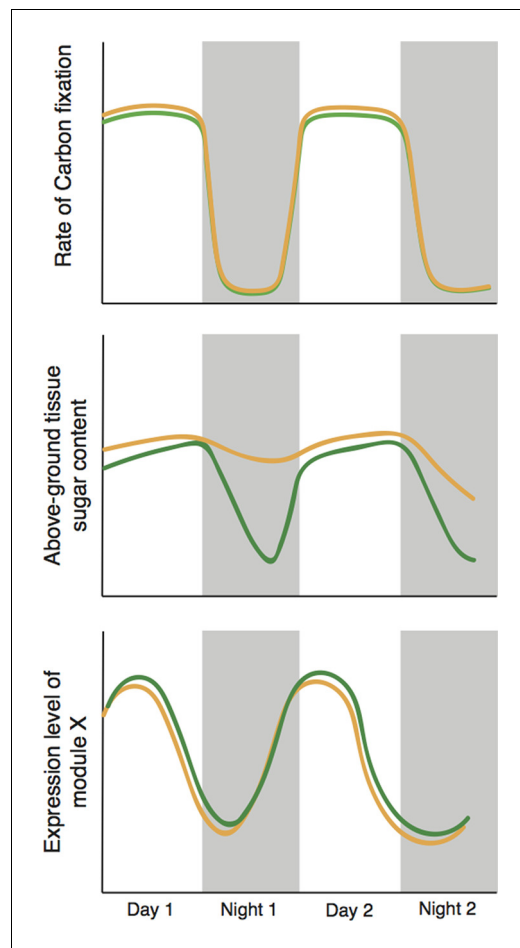 Rate of Carbon fixation
Above-ground tissue
sugar content
Expression level of
module X
Day 1 Night 1 Day 2 Night 2